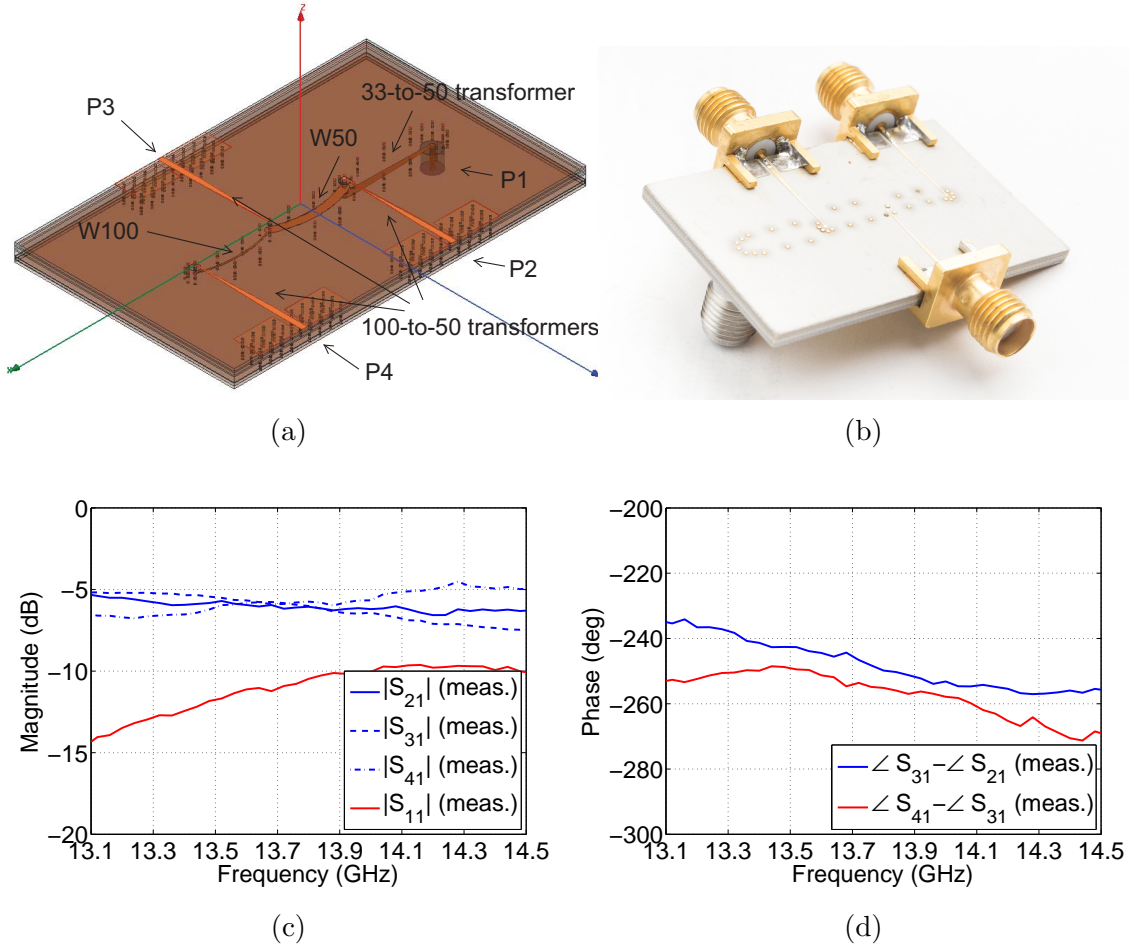 z
P3
33-to-50 transformer
W50
P1
W100
P2
100-to-50 transformers
P4
x
(a)
(b)
0
−5
−10
−15
−20
Magnitude (dB)
|S21| (meas.)
|S31| (meas.)
|S41| (meas.)
|S11| (meas.)
13.1 13.3 13.5 13.7 13.9 14.1 14.3 14.5
Frequency (GHz)
(c)
−200
−220
−240
−260
−280
−300
Phase (deg)
∠ S31−∠ S21 (meas.)
∠ S41−∠ S31 (meas.)
13.1 13.3 13.5 13.7 13.9 14.1 14.3 14.5
Frequency (GHz)
(d)